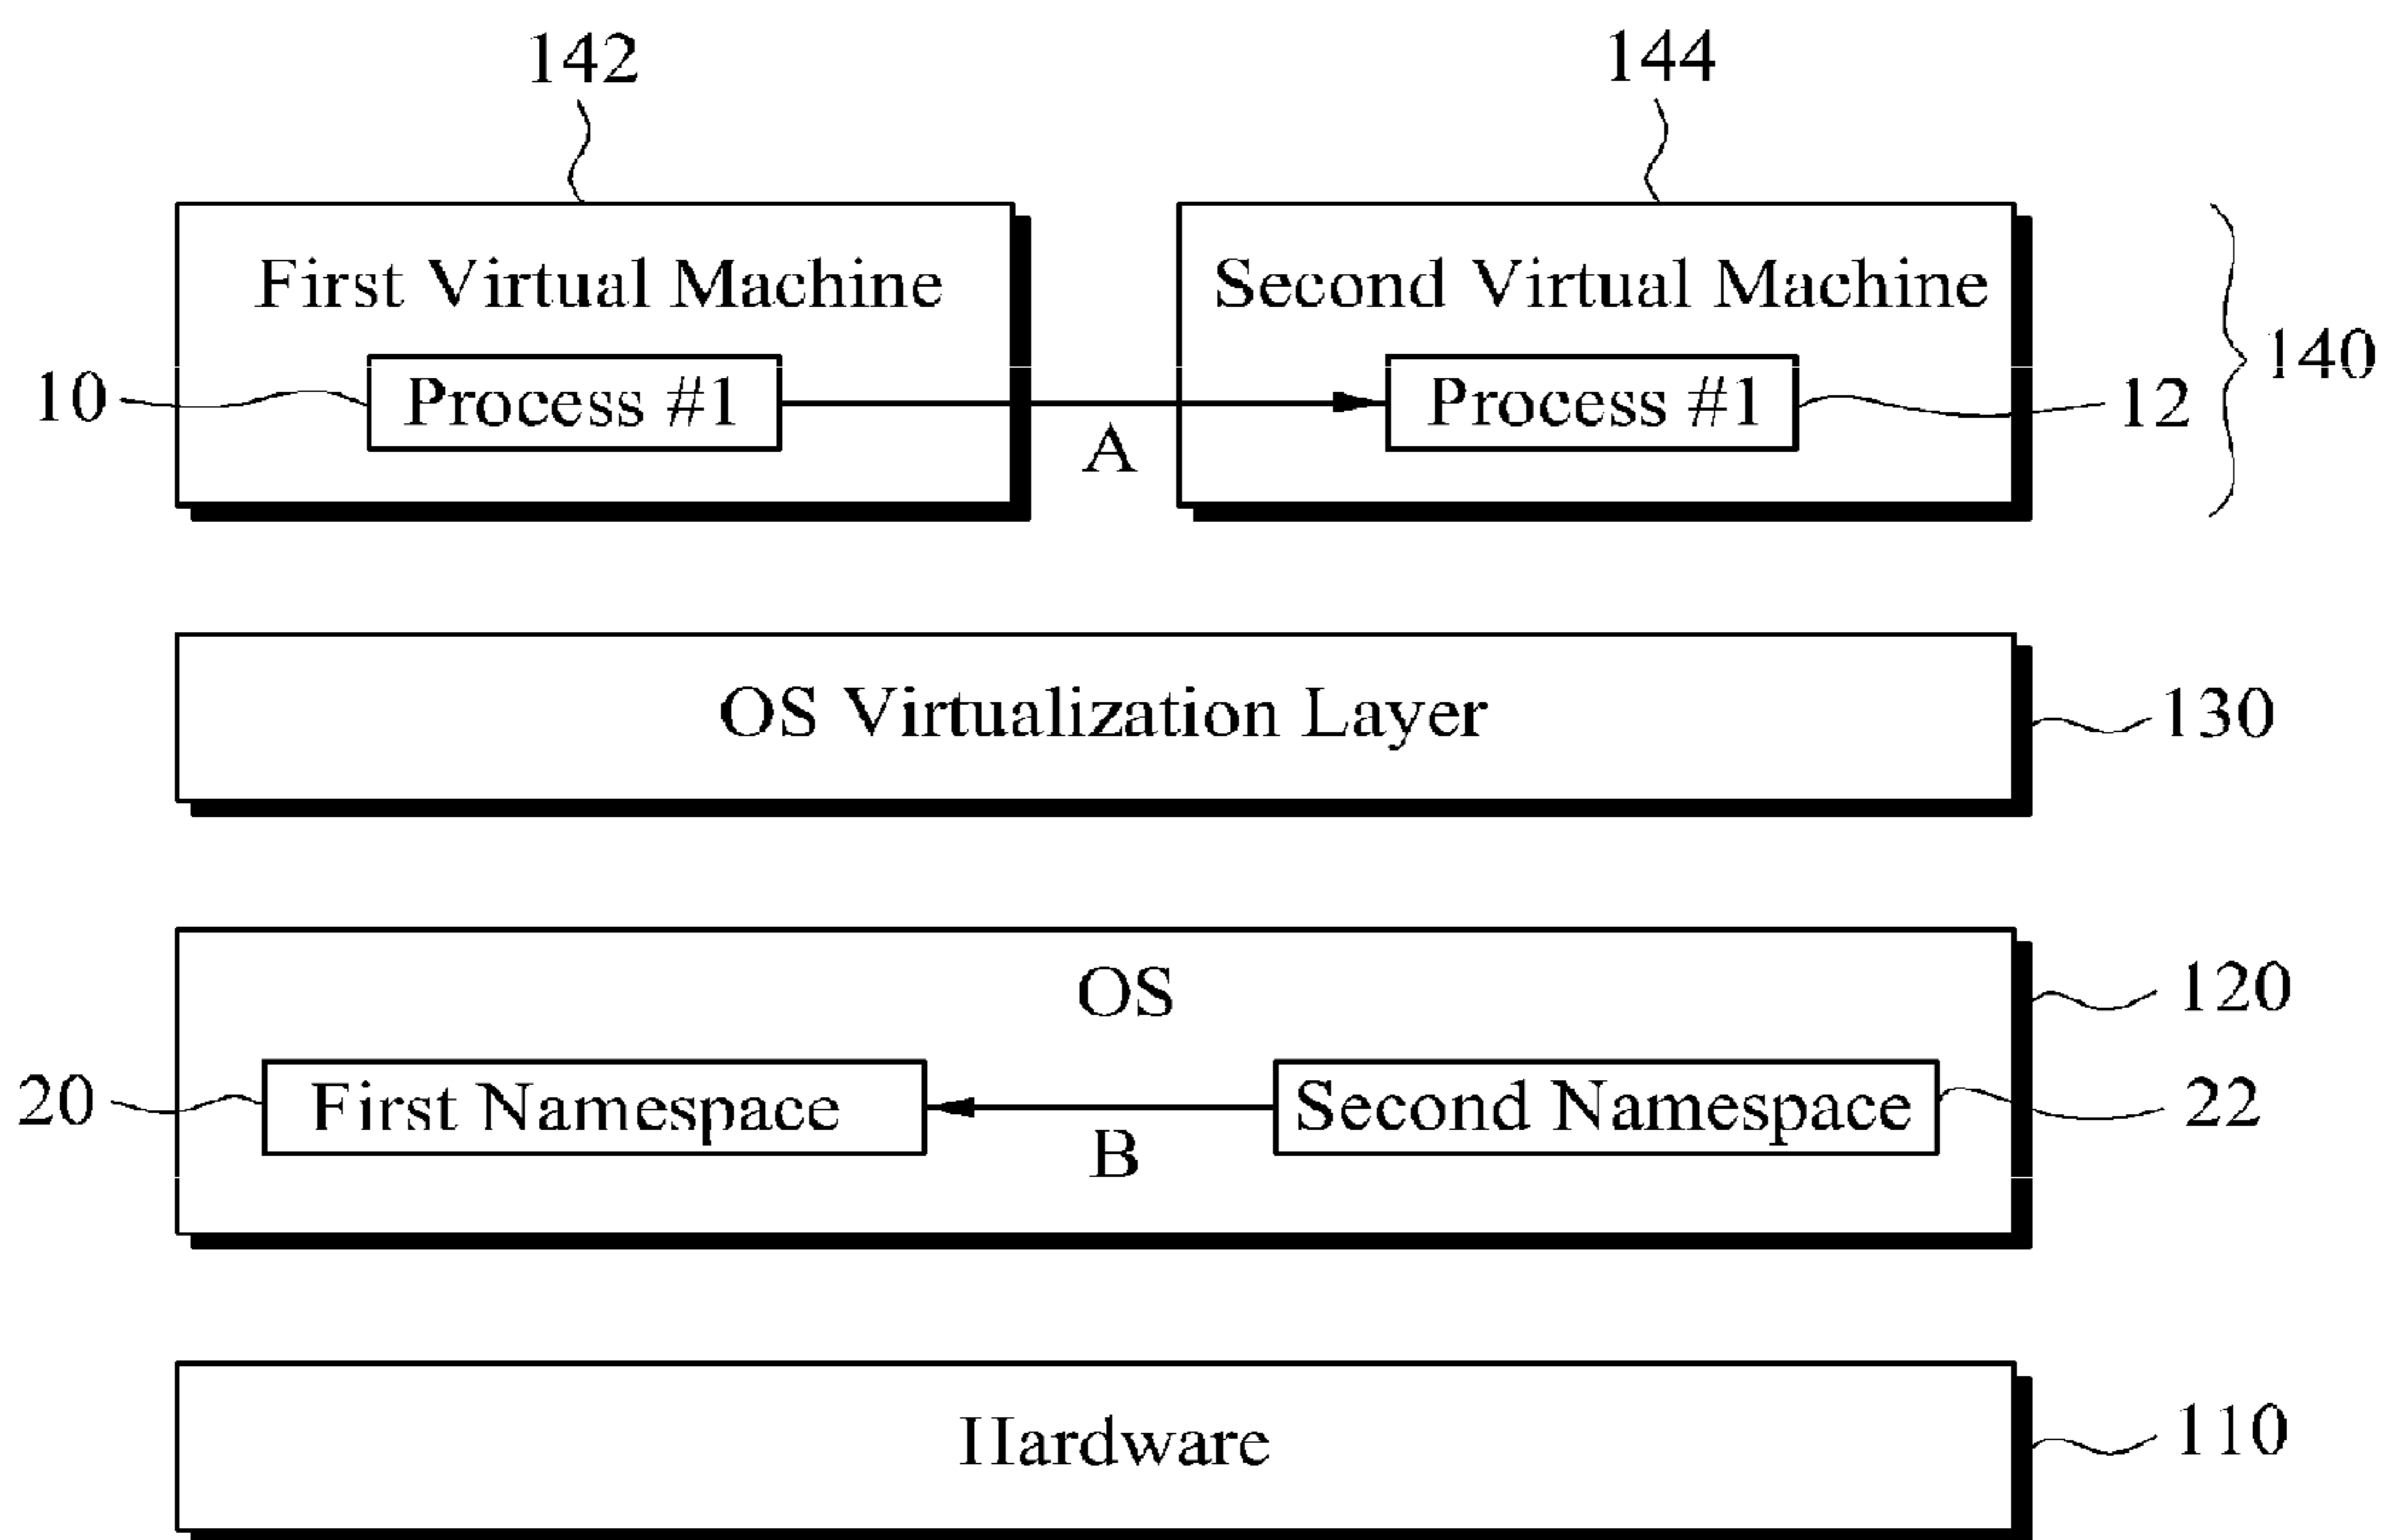 142
144
First Virtual Machine
Second Virtual Machine
140
10
Process #1
A
Process #1
12
OS Virtualization Layer
130
OS
120
20
First Namespace
B
Second Namespace
22
Hardware
110